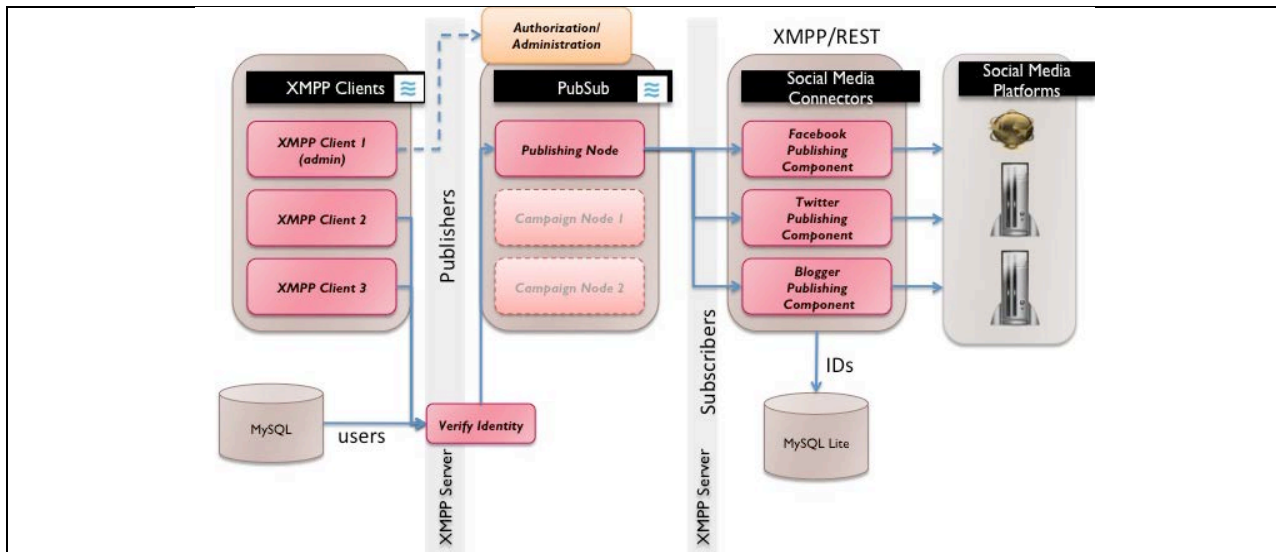 Authorization/
Administration
XMPP/REST
XMPP Clients
PubSub
Social Media
Connectors
Social Media
Platforms
XMPP Client 1
(admin)
Publishing Node
Facebook
Publishing
Component
XMPP Client 2
Campaign Node 1
Twitter
Publishing
Component
XMPP Client 3
Campaign Node 2
Blogger
Publishing
Component
Publishers
Subscribers
IDs
MySQL
users
Verify Identity
MySQL Lite
XMPP Server
XMPP Server